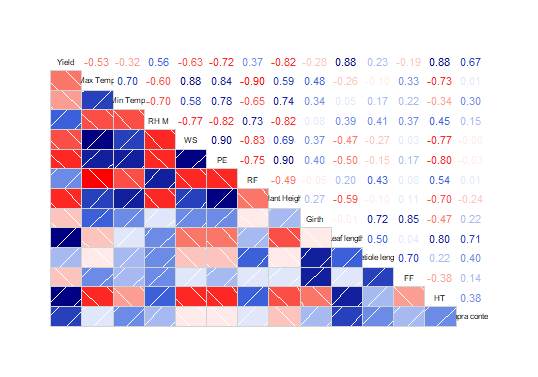 Yield -0.53 -0.32 0.56 -0.63 -0.72 0.37 -0.82 -0.28 0.88 0.23 -0.19 0.88 0.67
Max Temp 0.70 -0.60 0.88 0.84 -0.90 0.59 0.48 -0.26 -0.10 0.33 -0.73 0.01
Min Temp -0.70 0.58 0.78 -0.65 0.74 0.34 0.05 0.17 0.22 -0.34 0.30
RH M -0.77 -0.82 0.73 -0.82 0.08 0.39 0.41 0.37 0.45 0.15
WS 0.90 -0.83 0.69 0.37 -0.47 -0.27 0.03 -0.77
PE -0.75 0.90 0.40 -0.50 -0.15 0.17 -0.80
RF -0.49 -0.05 0.20 0.43 0.08 0.54 0.01
lant Heigh 0.27 -0.59 -0.10 0.11 -0.70 -0.24
Girth -0.01 0.72 0.85 -0.47 0.22
eaf length 0.50 0.04 0.80 0.71
tiole leng 0.70 0.22 0.40
FF -0.38 0.14
HT 0.38
pra conte